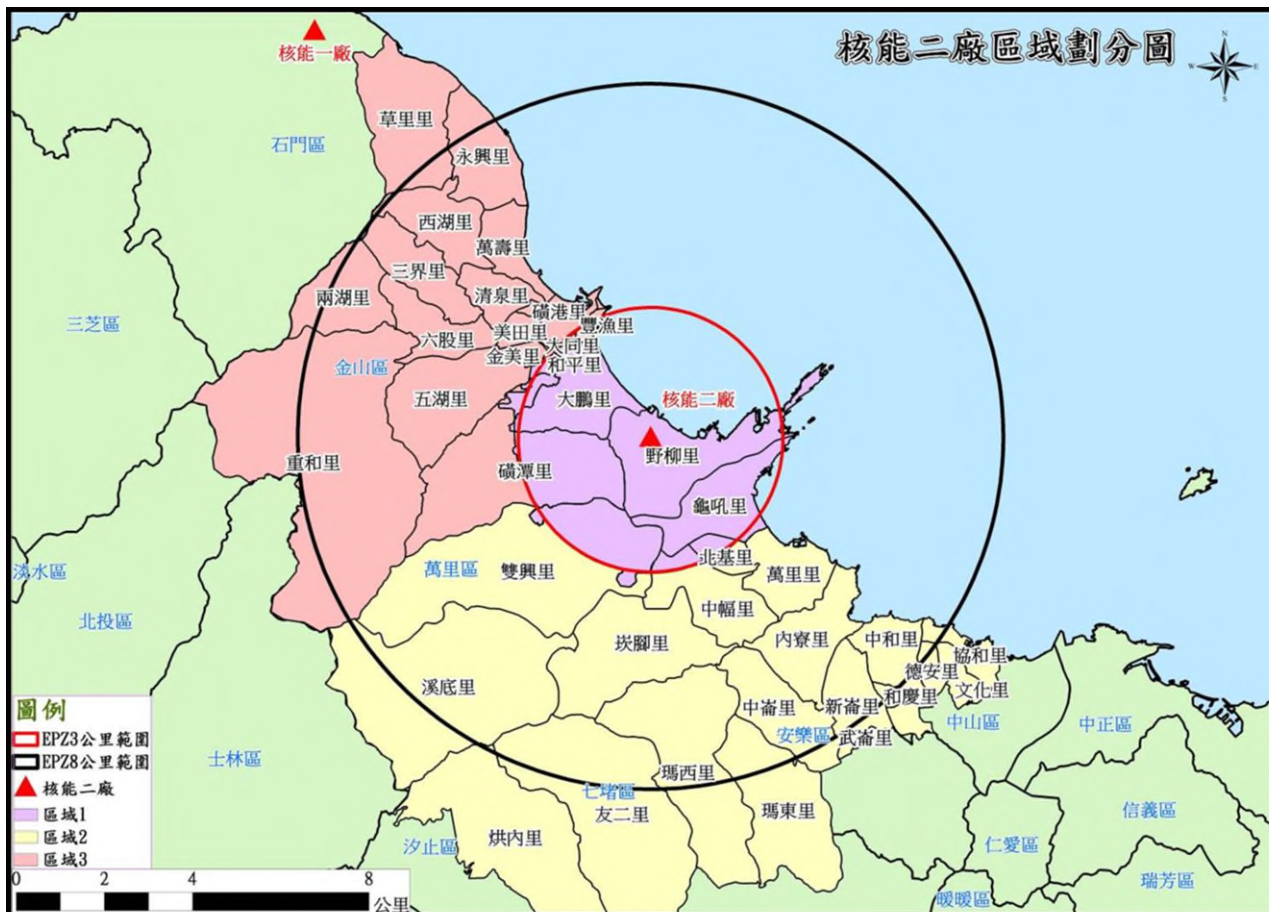 核能二廠區域劃分圖
N
W
E
S
核能一廠
草里里
石門區
永興里
西湖里
萬壽里
三界里
清泉里
兩湖里
磺港里
三芝區
豐漁里
美田里
六股里
大同里
金美里
和平里
金山區
五湖里
大鵬里
核能二廠
野柳里
重和里
磺潭里
龜吼里
北基里
淡水區
萬里區
雙興里
萬里里
北投區
中幅里
崁腳里
內寮里
中和里
協和里
德安里
溪底里
文化里
和慶里
中崙里
新崙里
中山區
中正區
安樂區
武崙里
士林區
瑪西里
七堵區
友二里
瑪東里
信義區
烘內里
汐止區
仁愛區
瑞芳區
暖暖區
圖例
EPZ3公里範圍
EPZ8公里範圍
核能二廠
區域1
區域2
區域3
0 2 4 8
公里